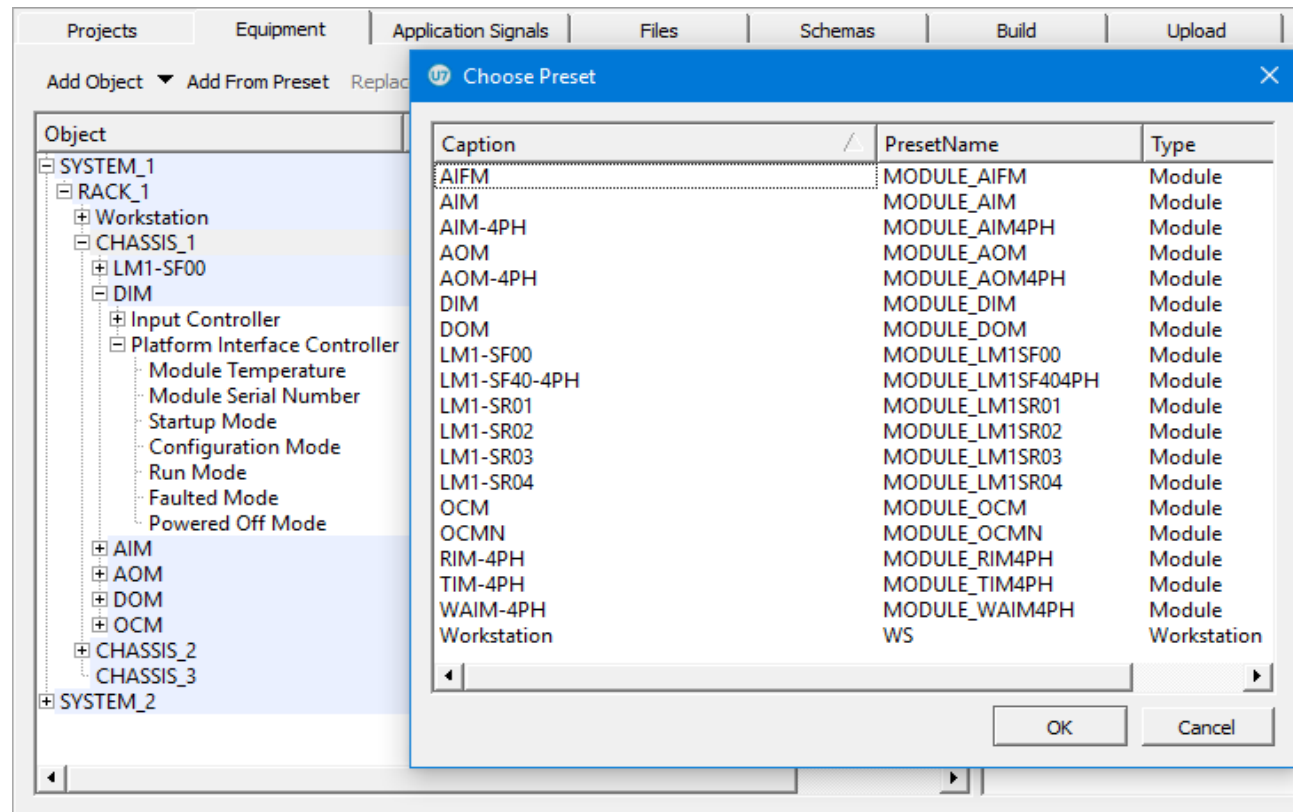 Projects Equipment Application Signals Files Schemas Build Upload
Add Object Add From Preset Replac
U7 Choose Preset
Object
SYSTEM_1
RACK_1
Workstation
CHASSIS_1
LM1-SF00
DIM
Input Controller
Platform Interface Controller
Module Temperature
Module Serial Number
Startup Mode
Configuration Mode
Run Mode
Faulted Mode
Powered Off Mode
AIM
AOM
DOM
OCM
CHASSIS_2
CHASSIS_3
SYSTEM_2
Caption PresetName Type
AIFM MODULE_AIFM Module
AIM MODULE_AIM Module
AIM-4PH MODULE_AIM4PH Module
AOM MODULE_AOM Module
AOM-4PH MODULE_AOM4PH Module
DIM MODULE_DIM Module
DOM MODULE_DOM Module
LM1-SF00 MODULE_LM1SF00 Module
LM1-SF40-4PH MODULE_LM1SF404PH Module
LM1-SR01 MODULE_LM1SR01 Module
LM1-SR02 MODULE_LM1SR02 Module
LM1-SR03 MODULE_LM1SR03 Module
LM1-SR04 MODULE_LM1SR04 Module
OCM MODULE_OCM Module
OCMN MODULE_OCMN Module
RIM-4PH MODULE_RIM4PH Module
TIM-4PH MODULE_TIM4PH Module
WAIM-4PH MODULE_WAIM4PH Module
Workstation WS Workstation
OK Cancel